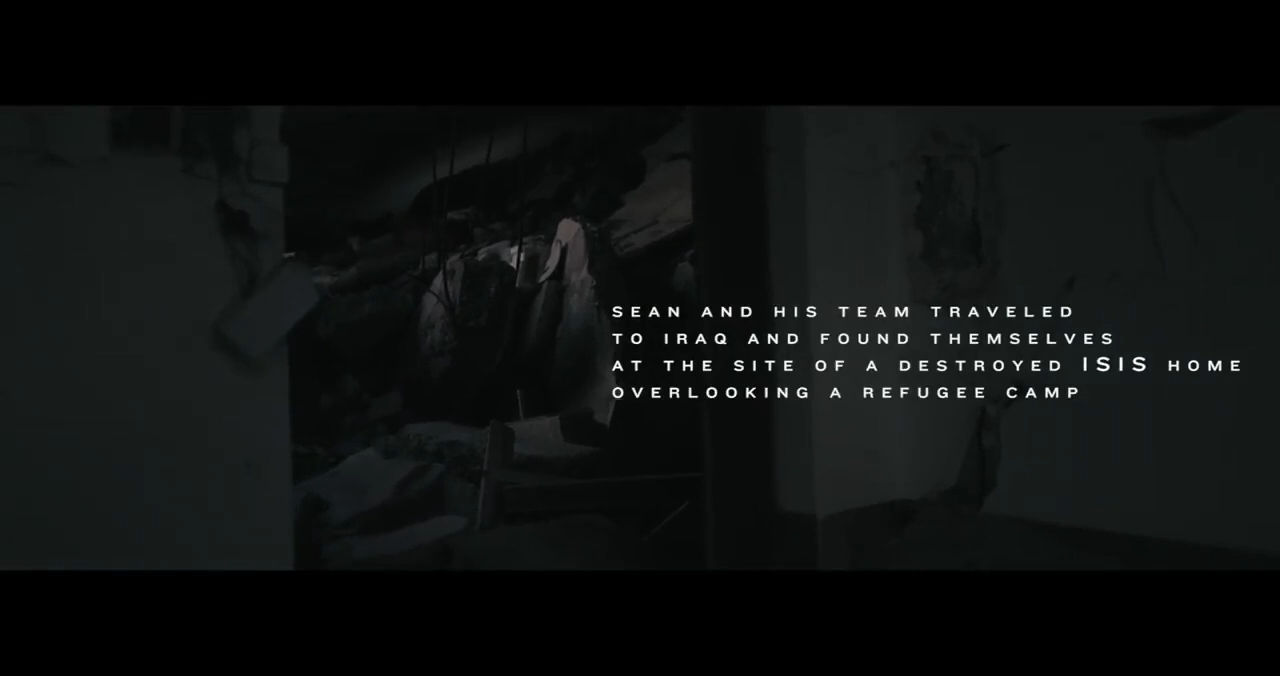 SEAN AND HIS TEAM TRAVELED
TO IRAQ AND FOUND THEMSELVES
AT THE SITE OF A DESTROYED ISIS HOME
OVERLOOKING A REFUGEE CAMP